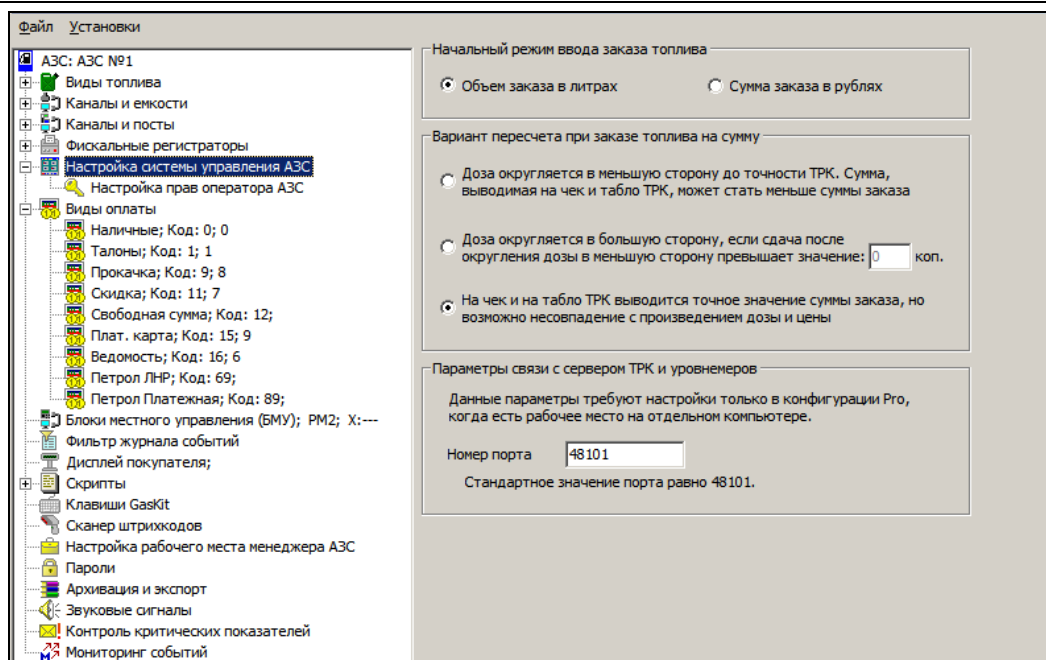 Файл Установки
АЗС: АЗС №1
Виды топлива
Каналы и емкости
Каналы и посты
Фискальные регистраторы
Настройка системы управления АЗС
Настройка прав оператора АЗС
Виды оплаты
Наличные; Код: 0; 0
Талоны; Код: 1; 1
Прокачка; Код: 9; 8
Скидка; Код: 11; 7
Свободная сумма; Код: 12;
Плат. карта; Код: 15; 9
Ведомость; Код: 16; 6
Петрол ЛНР; Код: 69;
Петрол Платежная; Код: 89;
Блоки местного управления (БМУ); РМ2; X:---
Фильтр журнала событий
Дисплей покупателя;
Скрипты
Клавиши GasKit
Сканер штрихкодов
Настройка рабочего места менеджера АЗС
Пароли
Архивация и экспорт
Звуковые сигналы
Контроль критических показателей
Мониторинг событий
Начальный режим ввода заказа топлива
Объем заказа в литрах
Сумма заказа в рублях
Вариант пересчета при заказе топлива на сумму
Доза округляется в меньшую сторону до точности ТРК. Сумма,
выводимая на чек и табло ТРК, может стать меньше суммы заказа
Доза округляется в большую сторону, если сдача после
округления дозы в меньшую сторону превышает значение: 0 коп.
На чек и на табло ТРК выводится точное значение суммы заказа, но
возможно несовпадение с произведением дозы и цены
Параметры связи с сервером ТРК и уровнемеров
Данные параметры требуют настройки только в конфигурации Pro,
когда есть рабочее место на отдельном компьютере.
Номер порта 48101
Стандартное значение порта равно 48101.